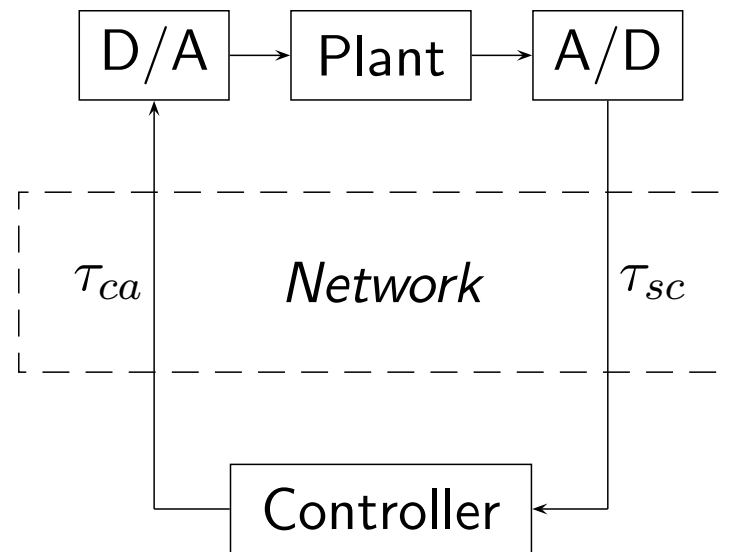 D/A
Plant
A/D
τ_ca
Network
τ_sc
Controller